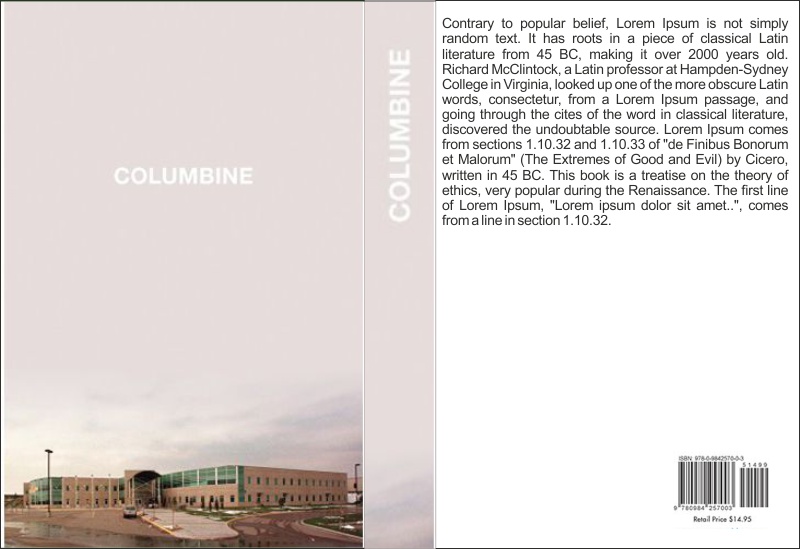 COLUMBINE
COLUMBINE
Contrary to popular belief, Lorem Ipsum is not simply
random text. It has roots in a piece of classical Latin
literature from 45 BC, making it over 2000 years old.
Richard McClintock, a Latin professor at Hampden-Sydney
College in Virginia, looked up one of the more obscure Latin
words, consectetur, from a Lorem Ipsum passage, and
going through the cites of the word in classical literature,
discovered the undoubtable source. Lorem Ipsum comes
from sections 1.10.32 and 1.10.33 of "de Finibus Bonorum
et Malorum" (The Extremes of Good and Evil) by Cicero,
written in 45 BC. This book is a treatise on the theory of
ethics, very popular during the Renaissance. The first line
of Lorem Ipsum, "Lorem ipsum dolor sit amet..", comes
from a line in section 1.10.32.
ISBN: 978-0-9842570-0-3
51499
9 780984 257003
Retail Price $14.95